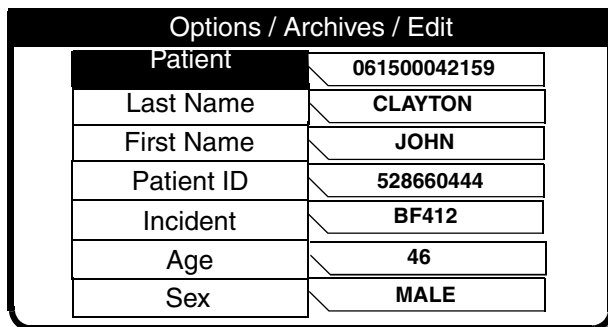 Options / Archives / Edit
Patient 061500042159
Last Name CLAYTON
First Name JOHN
Patient ID 528660444
Incident BF412
Age 46
Sex MALE